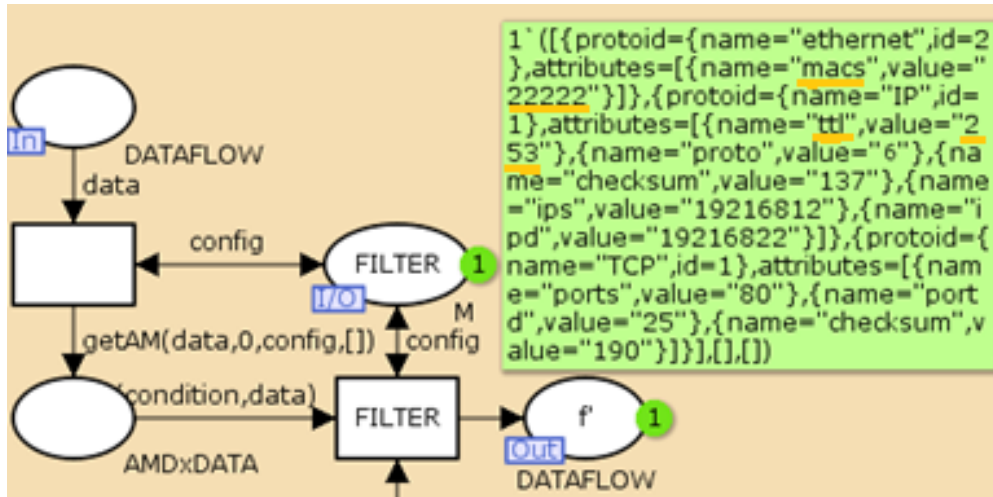 1`([{protoid={name="ethernet",id=2
},attributes=[{name="macs",value="
22222"}]},{protoid={name="IP",id=
1},attributes=[{name="ttl",value="2
53"},{name="proto",value="6"},{na
me="checksum",value="137"},{name
="ips",value="19216812"},{name="i
pd",value="19216822"}]},{protoid={
name="TCP",id=1},attributes=[{nam
e="ports",value="80"},{name="port
d",value="25"},{name="checksum",v
alue="190"}]}],[],[])
In
DATAFLOW
data
config
FILTER
1
I/O
M
getAM(data,0,config,[])
config
(condition,data)
FILTER
f'
1
Out
AMDxDATA
DATAFLOW